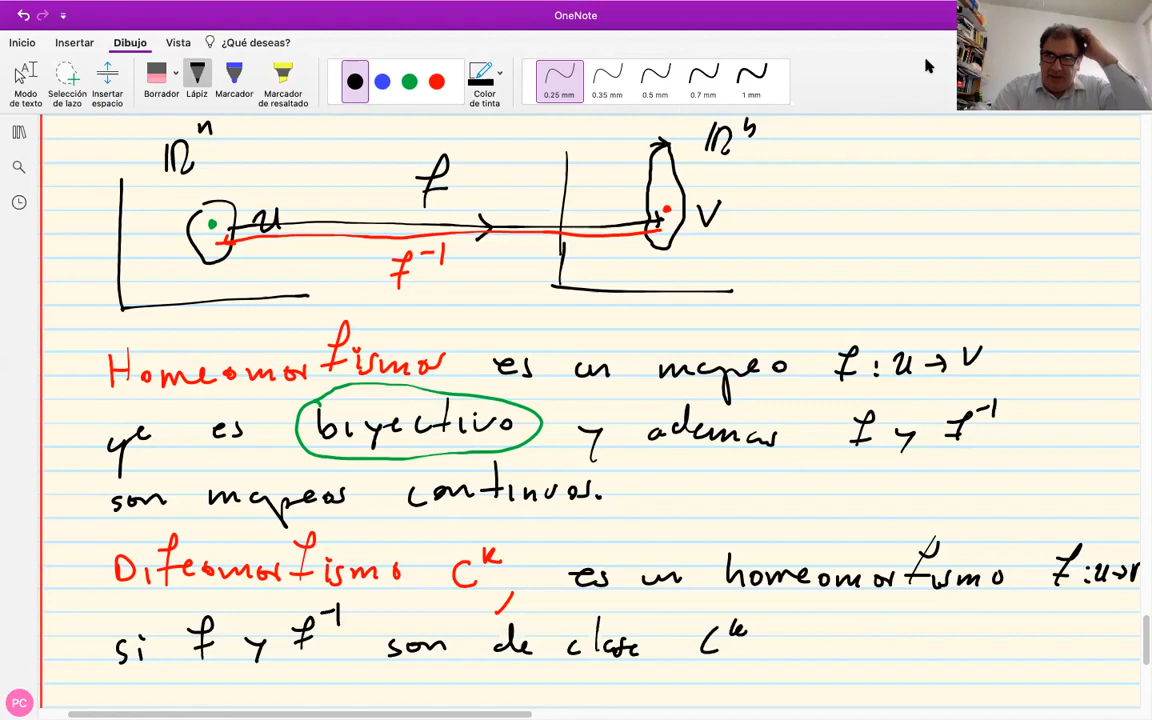 OneNote
Inicio Insertar Dibujo Vista ¿Qué deseas?
Modo de texto
Selección de lazo
Insertar espacio
Borrador
Lápiz
Marcador
Marcador de resaltado
Color de tinta
0.25 mm 0.35 mm 0.5 mm 0.7 mm 1 mm
ℝⁿ f ℝⁿ
u V
f⁻¹
Homeomorfismos es un mapeo f : u → V
que es biyectivo y ademas f y f⁻¹
son mapeos continuos.
Difeomorfismo Cᵏ, es un homeomorfismo f : u → V
si f y f⁻¹ son de clase Cᵏ
PC